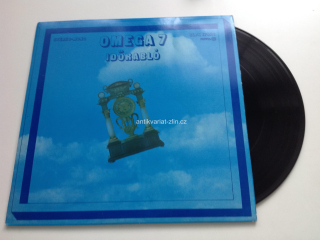 OMEGA 7
IDŐRABLÓ
antikvariat-zlin.cz